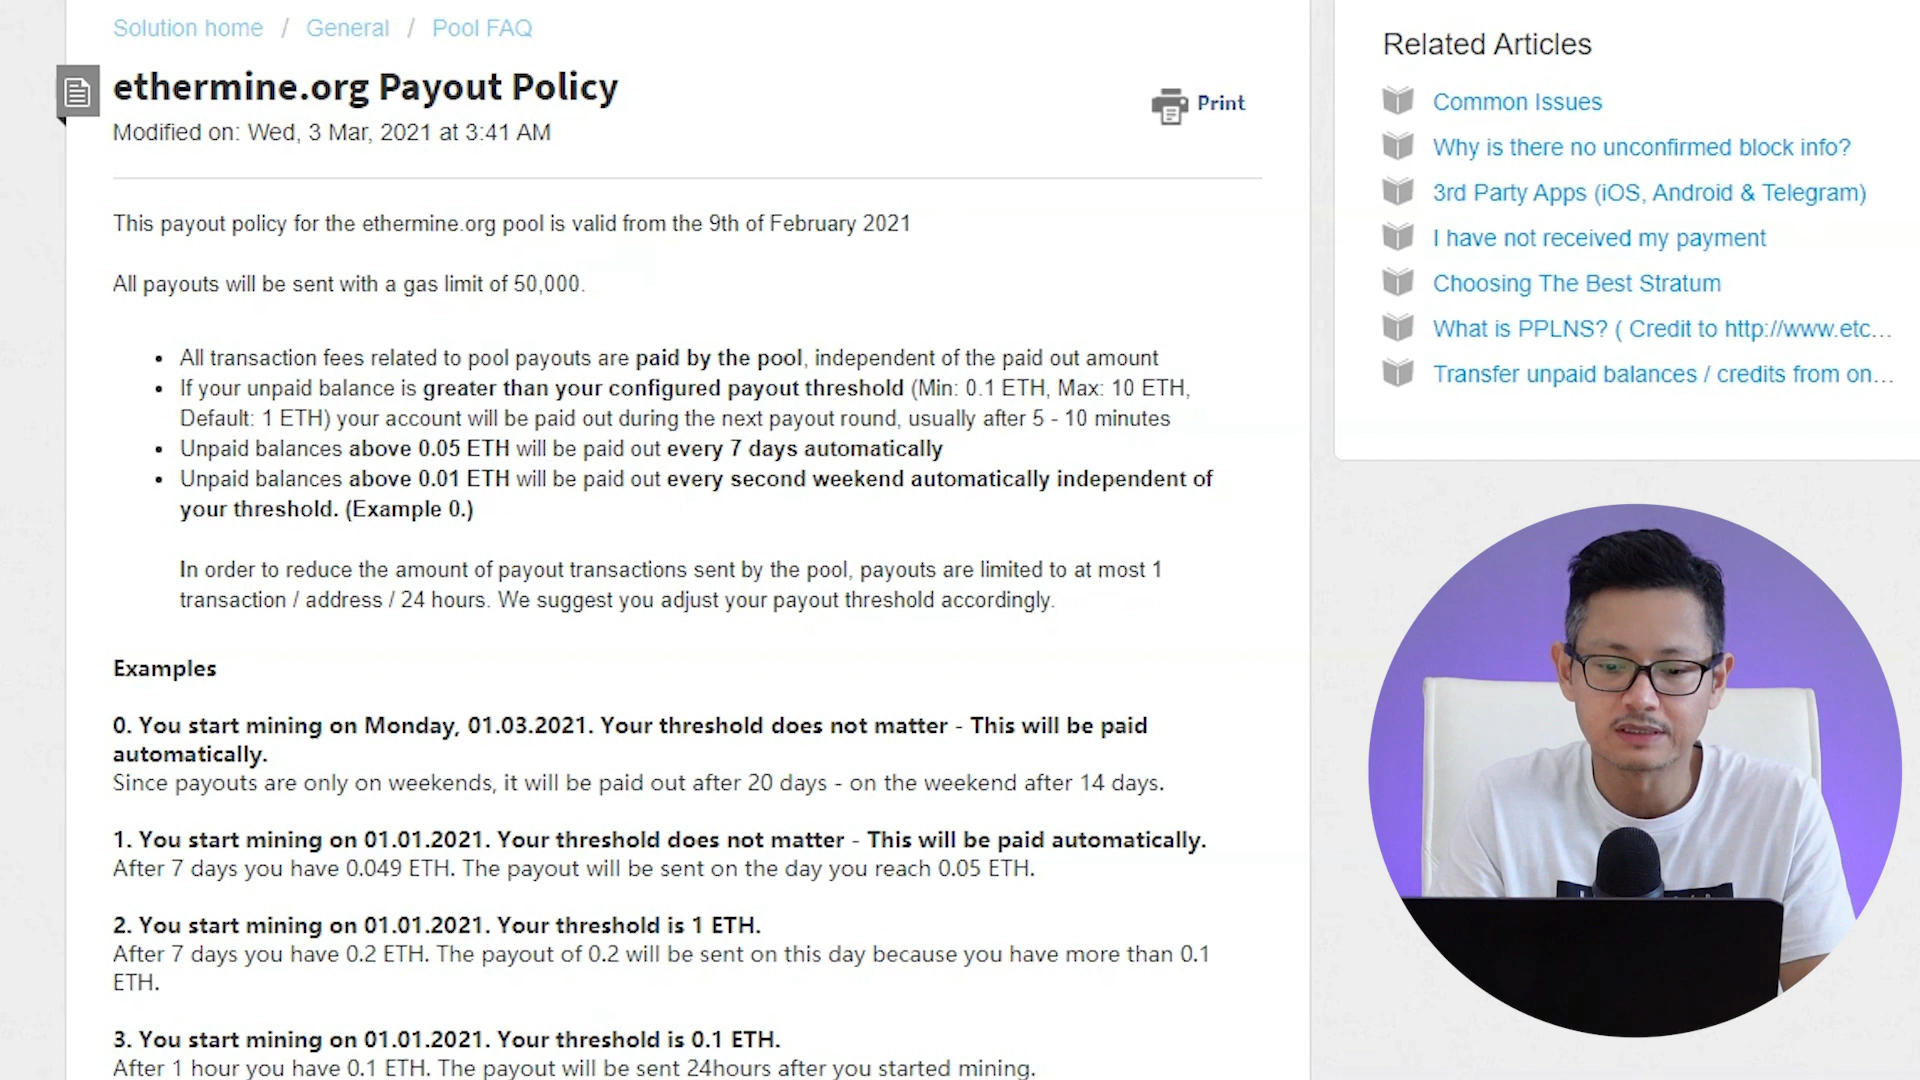 Solution home / General / Pool FAQ
ethermine.org Payout Policy
Modified on: Wed, 3 Mar, 2021 at 3:41 AM
Print
This payout policy for the ethermine.org pool is valid from the 9th of February 2021
All payouts will be sent with a gas limit of 50,000.
• All transaction fees related to pool payouts are paid by the pool, independent of the paid out amount
• If your unpaid balance is greater than your configured payout threshold (Min: 0.1 ETH, Max: 10 ETH,
Default: 1 ETH) your account will be paid out during the next payout round, usually after 5 - 10 minutes
• Unpaid balances above 0.05 ETH will be paid out every 7 days automatically
• Unpaid balances above 0.01 ETH will be paid out every second weekend automatically independent of
your threshold. (Example 0.)
In order to reduce the amount of payout transactions sent by the pool, payouts are limited to at most 1
transaction / address / 24 hours. We suggest you adjust your payout threshold accordingly.
Examples
0. You start mining on Monday, 01.03.2021. Your threshold does not matter - This will be paid
automatically.
Since payouts are only on weekends, it will be paid out after 20 days - on the weekend after 14 days.
1. You start mining on 01.01.2021. Your threshold does not matter - This will be paid automatically.
After 7 days you have 0.049 ETH. The payout will be sent on the day you reach 0.05 ETH.
2. You start mining on 01.01.2021. Your threshold is 1 ETH.
After 7 days you have 0.2 ETH. The payout of 0.2 will be sent on this day because you have more than 0.1
ETH.
3. You start mining on 01.01.2021. Your threshold is 0.1 ETH.
After 1 hour you have 0.1 ETH. The payout will be sent 24hours after you started mining.
Related Articles
Common Issues
Why is there no unconfirmed block info?
3rd Party Apps (iOS, Android & Telegram)
I have not received my payment
Choosing The Best Stratum
What is PPLNS? ( Credit to http://www.etc...
Transfer unpaid balances / credits from on...